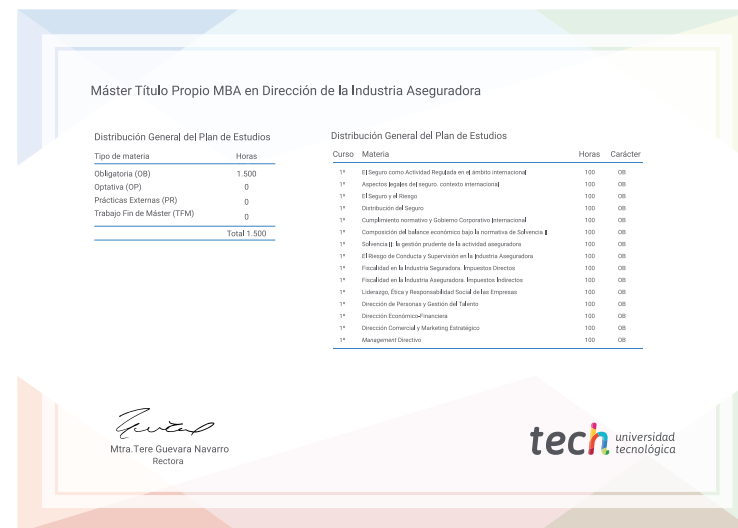 Máster Título Propio MBA en Dirección de la Industria Aseguradora
Distribución General del Plan de Estudios
Tipo de materia Horas
Obligatoria (OB) 1.500
Optativa (OP) 0
Prácticas Externas (PR) 0
Trabajo Fin de Máster (TFM) 0
Total 1.500
Distribución General del Plan de Estudios
Curso Materia Horas Carácter
1º El Seguro como Actividad Regulada en el ámbito internacional 100 OB
1º Aspectos legales del seguro. contexto internacional 100 OB
1º El Seguro y el Riesgo 100 OB
1º Distribución del Seguro 100 OB
1º Cumplimiento normativo y Gobierno Corporativo Internacional 100 OB
1º Composición del balance económico bajo la normativa de Solvencia II 100 OB
1º Solvencia II: la gestión prudente de la actividad aseguradora 100 OB
1º El Riesgo de Conducta y Supervisión en la Industria Aseguradora 100 OB
1º Fiscalidad en la Industria Seguradora. Impuestos Directos 100 OB
1º Fiscalidad en la Industria Aseguradora. Impuestos Indirectos 100 OB
1º Liderazgo, Ética y Responsabilidad Social de las Empresas 100 OB
1º Dirección de Personas y Gestión del Talento 100 OB
1º Dirección Económico-Financiera 100 OB
1º Dirección Comercial y Marketing Estratégico 100 OB
1º Management Directivo 100 OB
Mtra.Tere Guevara Navarro
Rectora
tech universidad
tecnológica